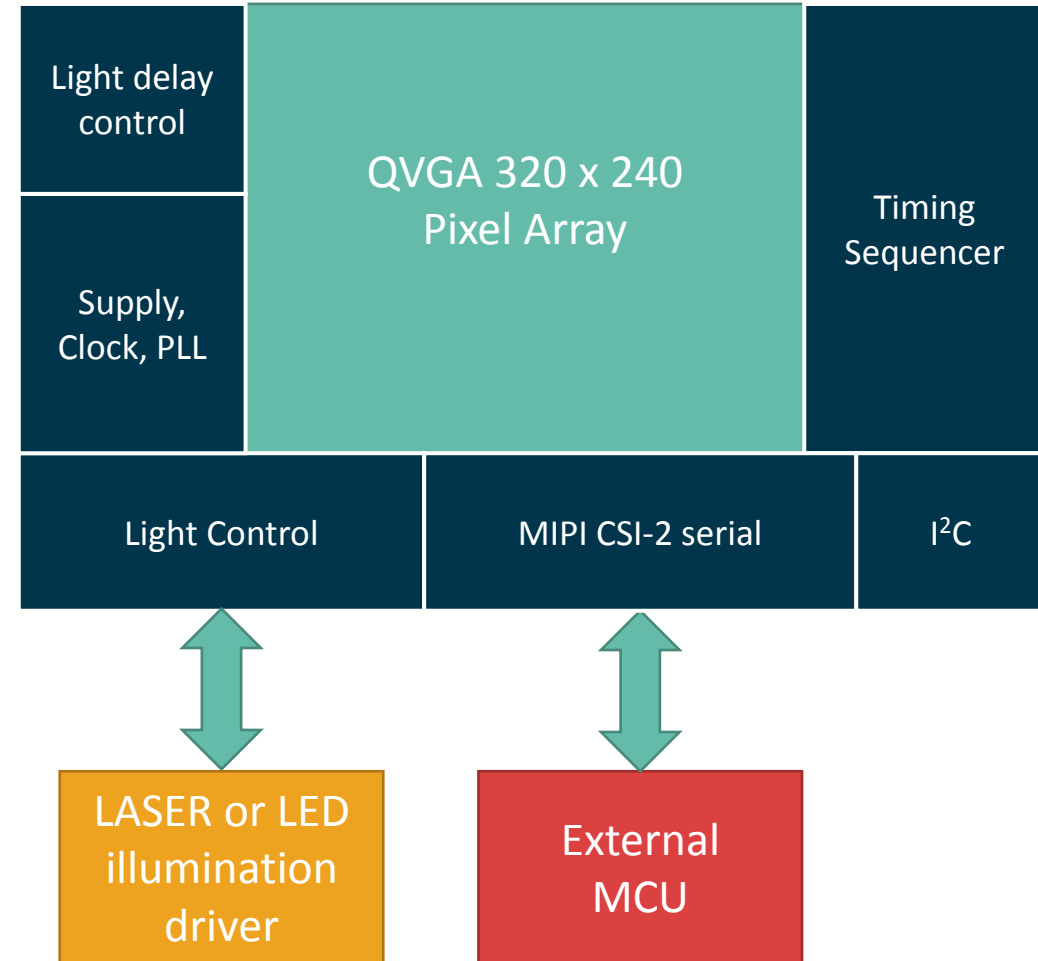 Light delay
control
QVGA 320 x 240
Pixel Array
Timing
Sequencer
Supply,
Clock, PLL
Light Control
MIPI CSI-2 serial
I²C
LASER or LED
illumination
driver
External
MCU